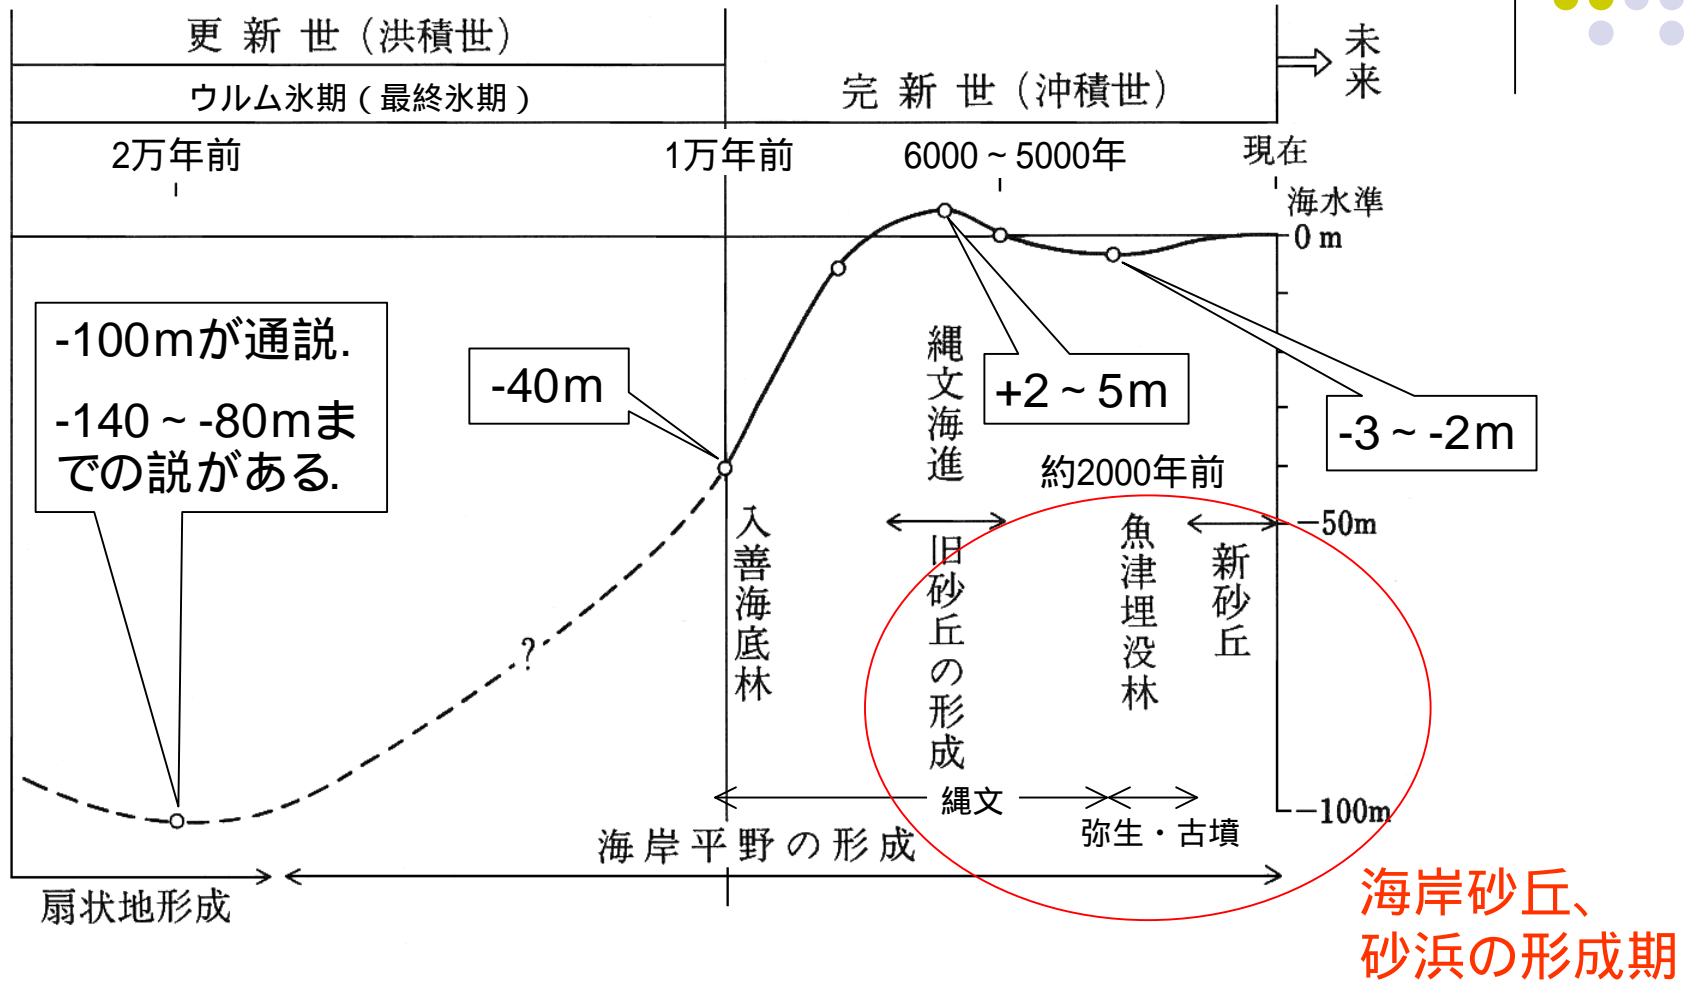 更新世（洪積世）
ウルム氷期（最終氷期）
完新世（沖積世）
未来
2万年前
1万年前
6000～5000年
現在
海水準
0m
-100mが通説.
-140～-80mま
での説がある.
-40m
+2～5m
-3～-2m
縄文海進
約2000年前
入善海底林
旧砂丘の形成
魚津埋没林
新砂丘
−50m
?
縄文
弥生・古墳
−100m
海岸平野の形成
扇状地形成
海岸砂丘、
砂浜の形成期